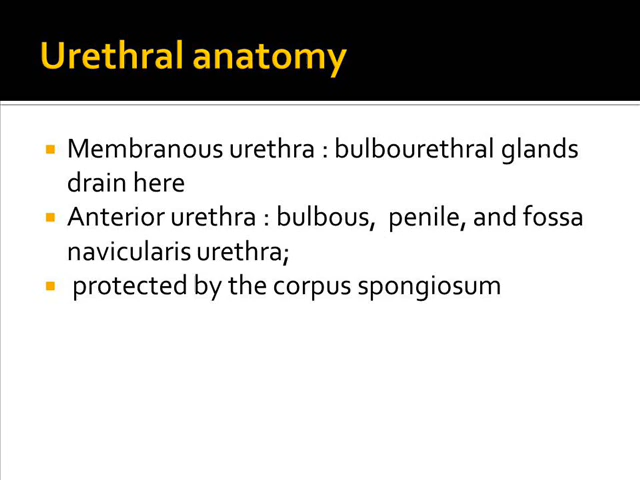 Urethral anatomy
Membranous urethra : bulbourethral glands
drain here
Anterior urethra : bulbous, penile, and fossa
navicularis urethra;
protected by the corpus spongiosum